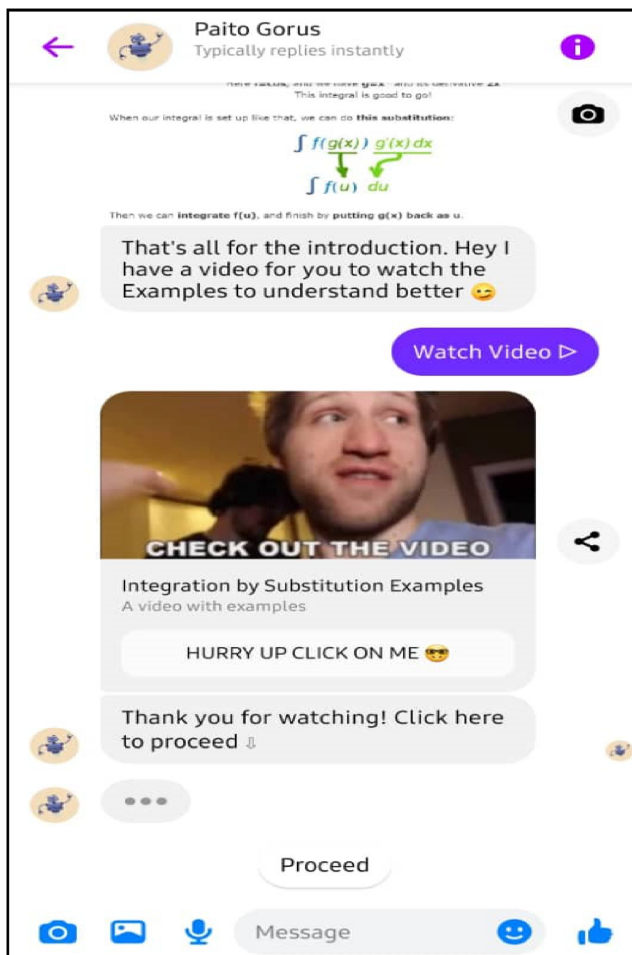 Paito Gorus
Typically replies instantly
This integral is good to go!
When our integral is set up like that, we can do this substitution:
∫ f(g(x)) g'(x) dx
∫ f(u) du
Then we can integrate f(u), and finish by putting g(x) back as u.
That's all for the introduction. Hey I
have a video for you to watch the
Examples to understand better 😉
Watch Video ▷
CHECK OUT THE VIDEO
Integration by Substitution Examples
A video with examples
HURRY UP CLICK ON ME 😎
Thank you for watching! Click here
to proceed ⇩
Proceed
Message